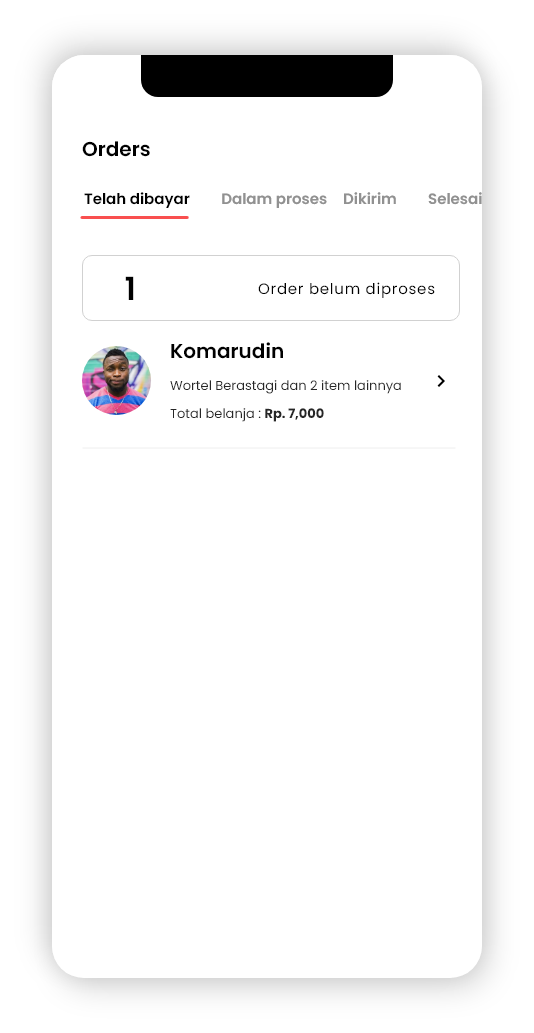 Orders
Telah dibayar Dalam proses Dikirim Selesai
1 Order belum diproses
Komarudin
Wortel Berastagi dan 2 item lainnya
Total belanja : Rp. 7,000